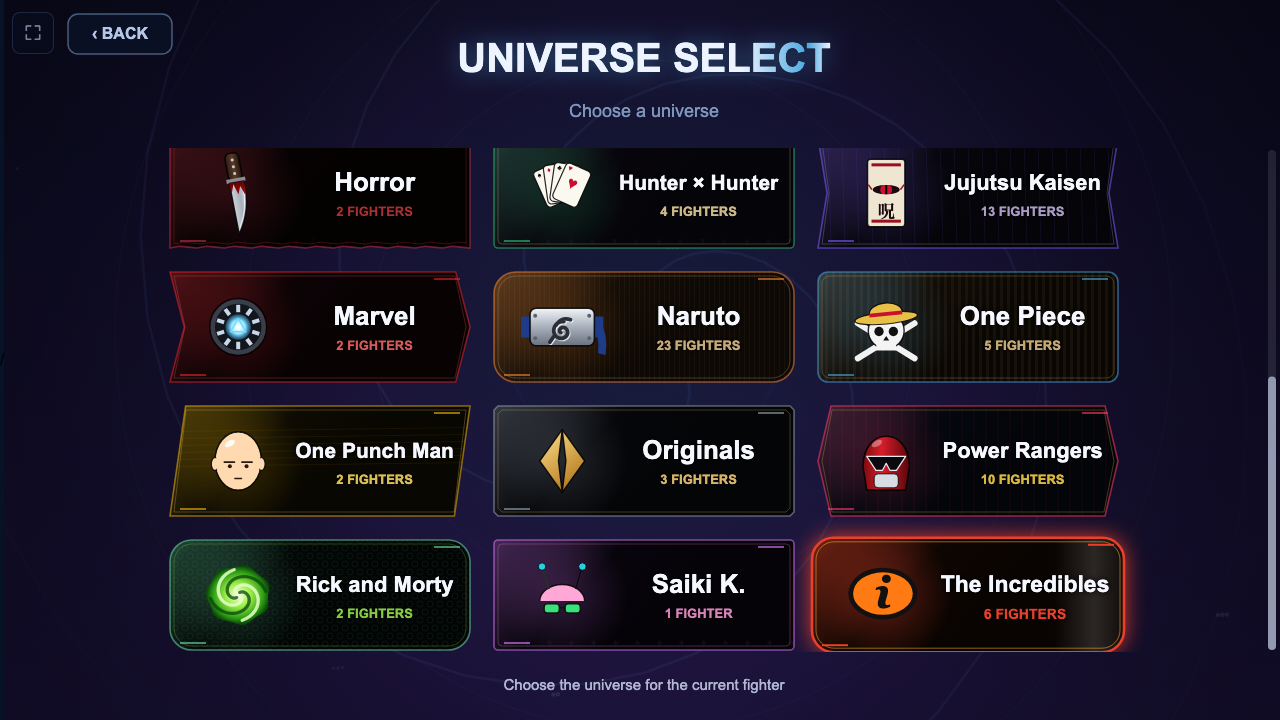 ‹ BACK
UNIVERSE SELECT
Choose a universe
Horror
2 FIGHTERS
Hunter × Hunter
4 FIGHTERS
呪
Jujutsu Kaisen
13 FIGHTERS
Marvel
2 FIGHTERS
Naruto
23 FIGHTERS
One Piece
5 FIGHTERS
One Punch Man
2 FIGHTERS
Originals
3 FIGHTERS
Power Rangers
10 FIGHTERS
Rick and Morty
2 FIGHTERS
Saiki K.
1 FIGHTER
i
The Incredibles
6 FIGHTERS
Choose the universe for the current fighter